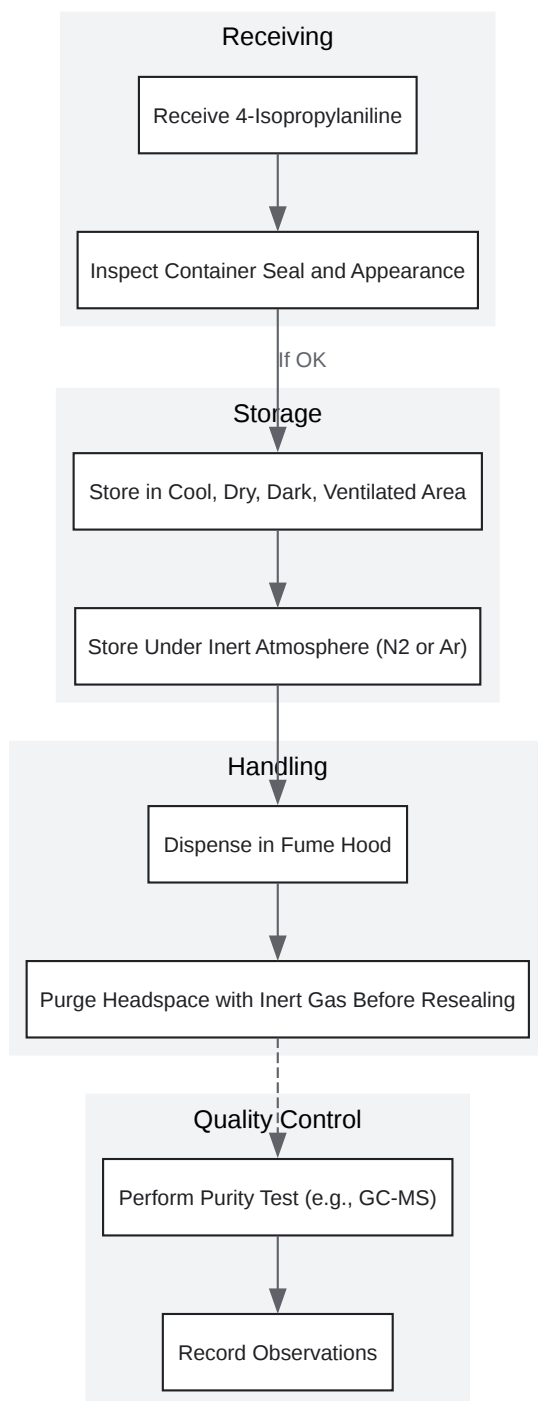 Receiving
Receive 4-Isopropylaniline
Inspect Container Seal and Appearance
If OK
Storage
Store in Cool, Dry, Dark, Ventilated Area
Store Under Inert Atmosphere (N2 or Ar)
Handling
Dispense in Fume Hood
Purge Headspace with Inert Gas Before Resealing
Quality Control
Perform Purity Test (e.g., GC-MS)
Record Observations